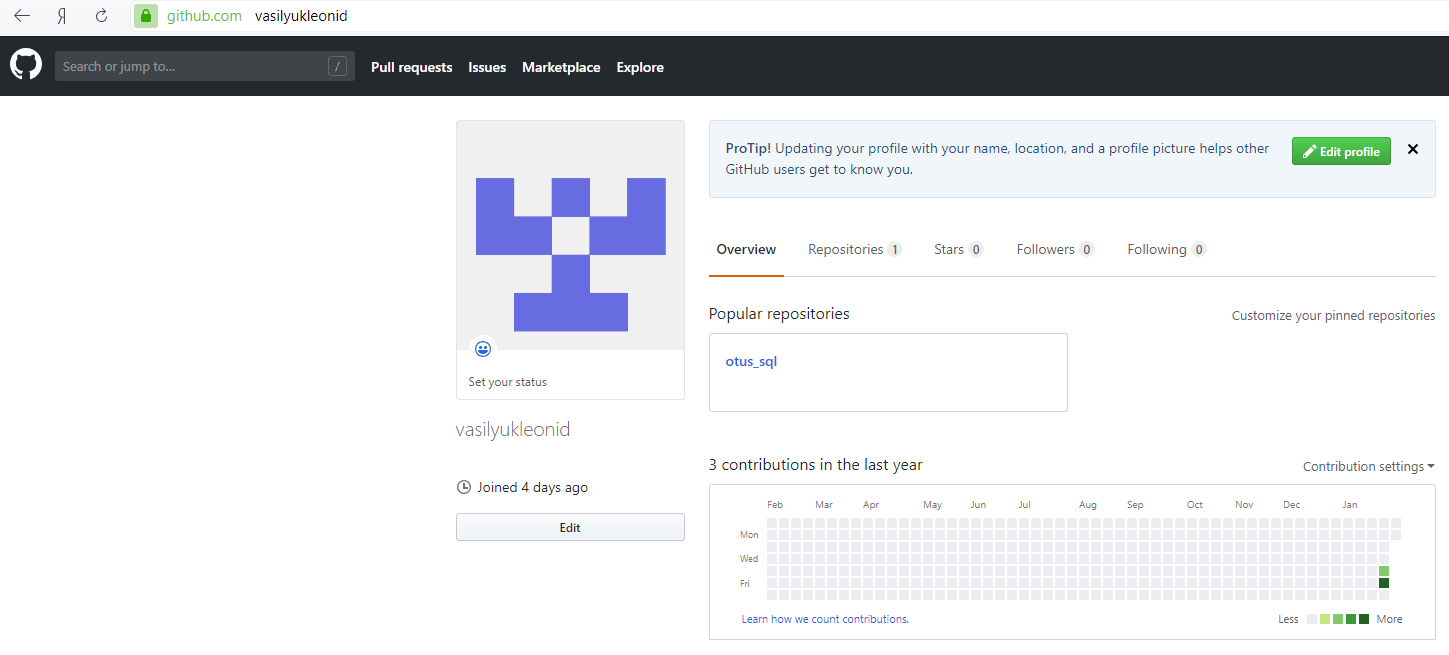 Я github.com vasilyukleonid
Search or jump to... / Pull requests Issues Marketplace Explore
ProTip! Updating your profile with your name, location, and a profile picture helps other
GitHub users get to know you.
Edit profile
Overview Repositories 1 Stars 0 Followers 0 Following 0
Popular repositories Customize your pinned repositories
otus_sql
Set your status
vasilyukleonid
Joined 4 days ago
Edit
3 contributions in the last year Contribution settings
Feb Mar Apr May Jun Jul Aug Sep Oct Nov Dec Jan
Mon
Wed
Fri
Learn how we count contributions. Less More